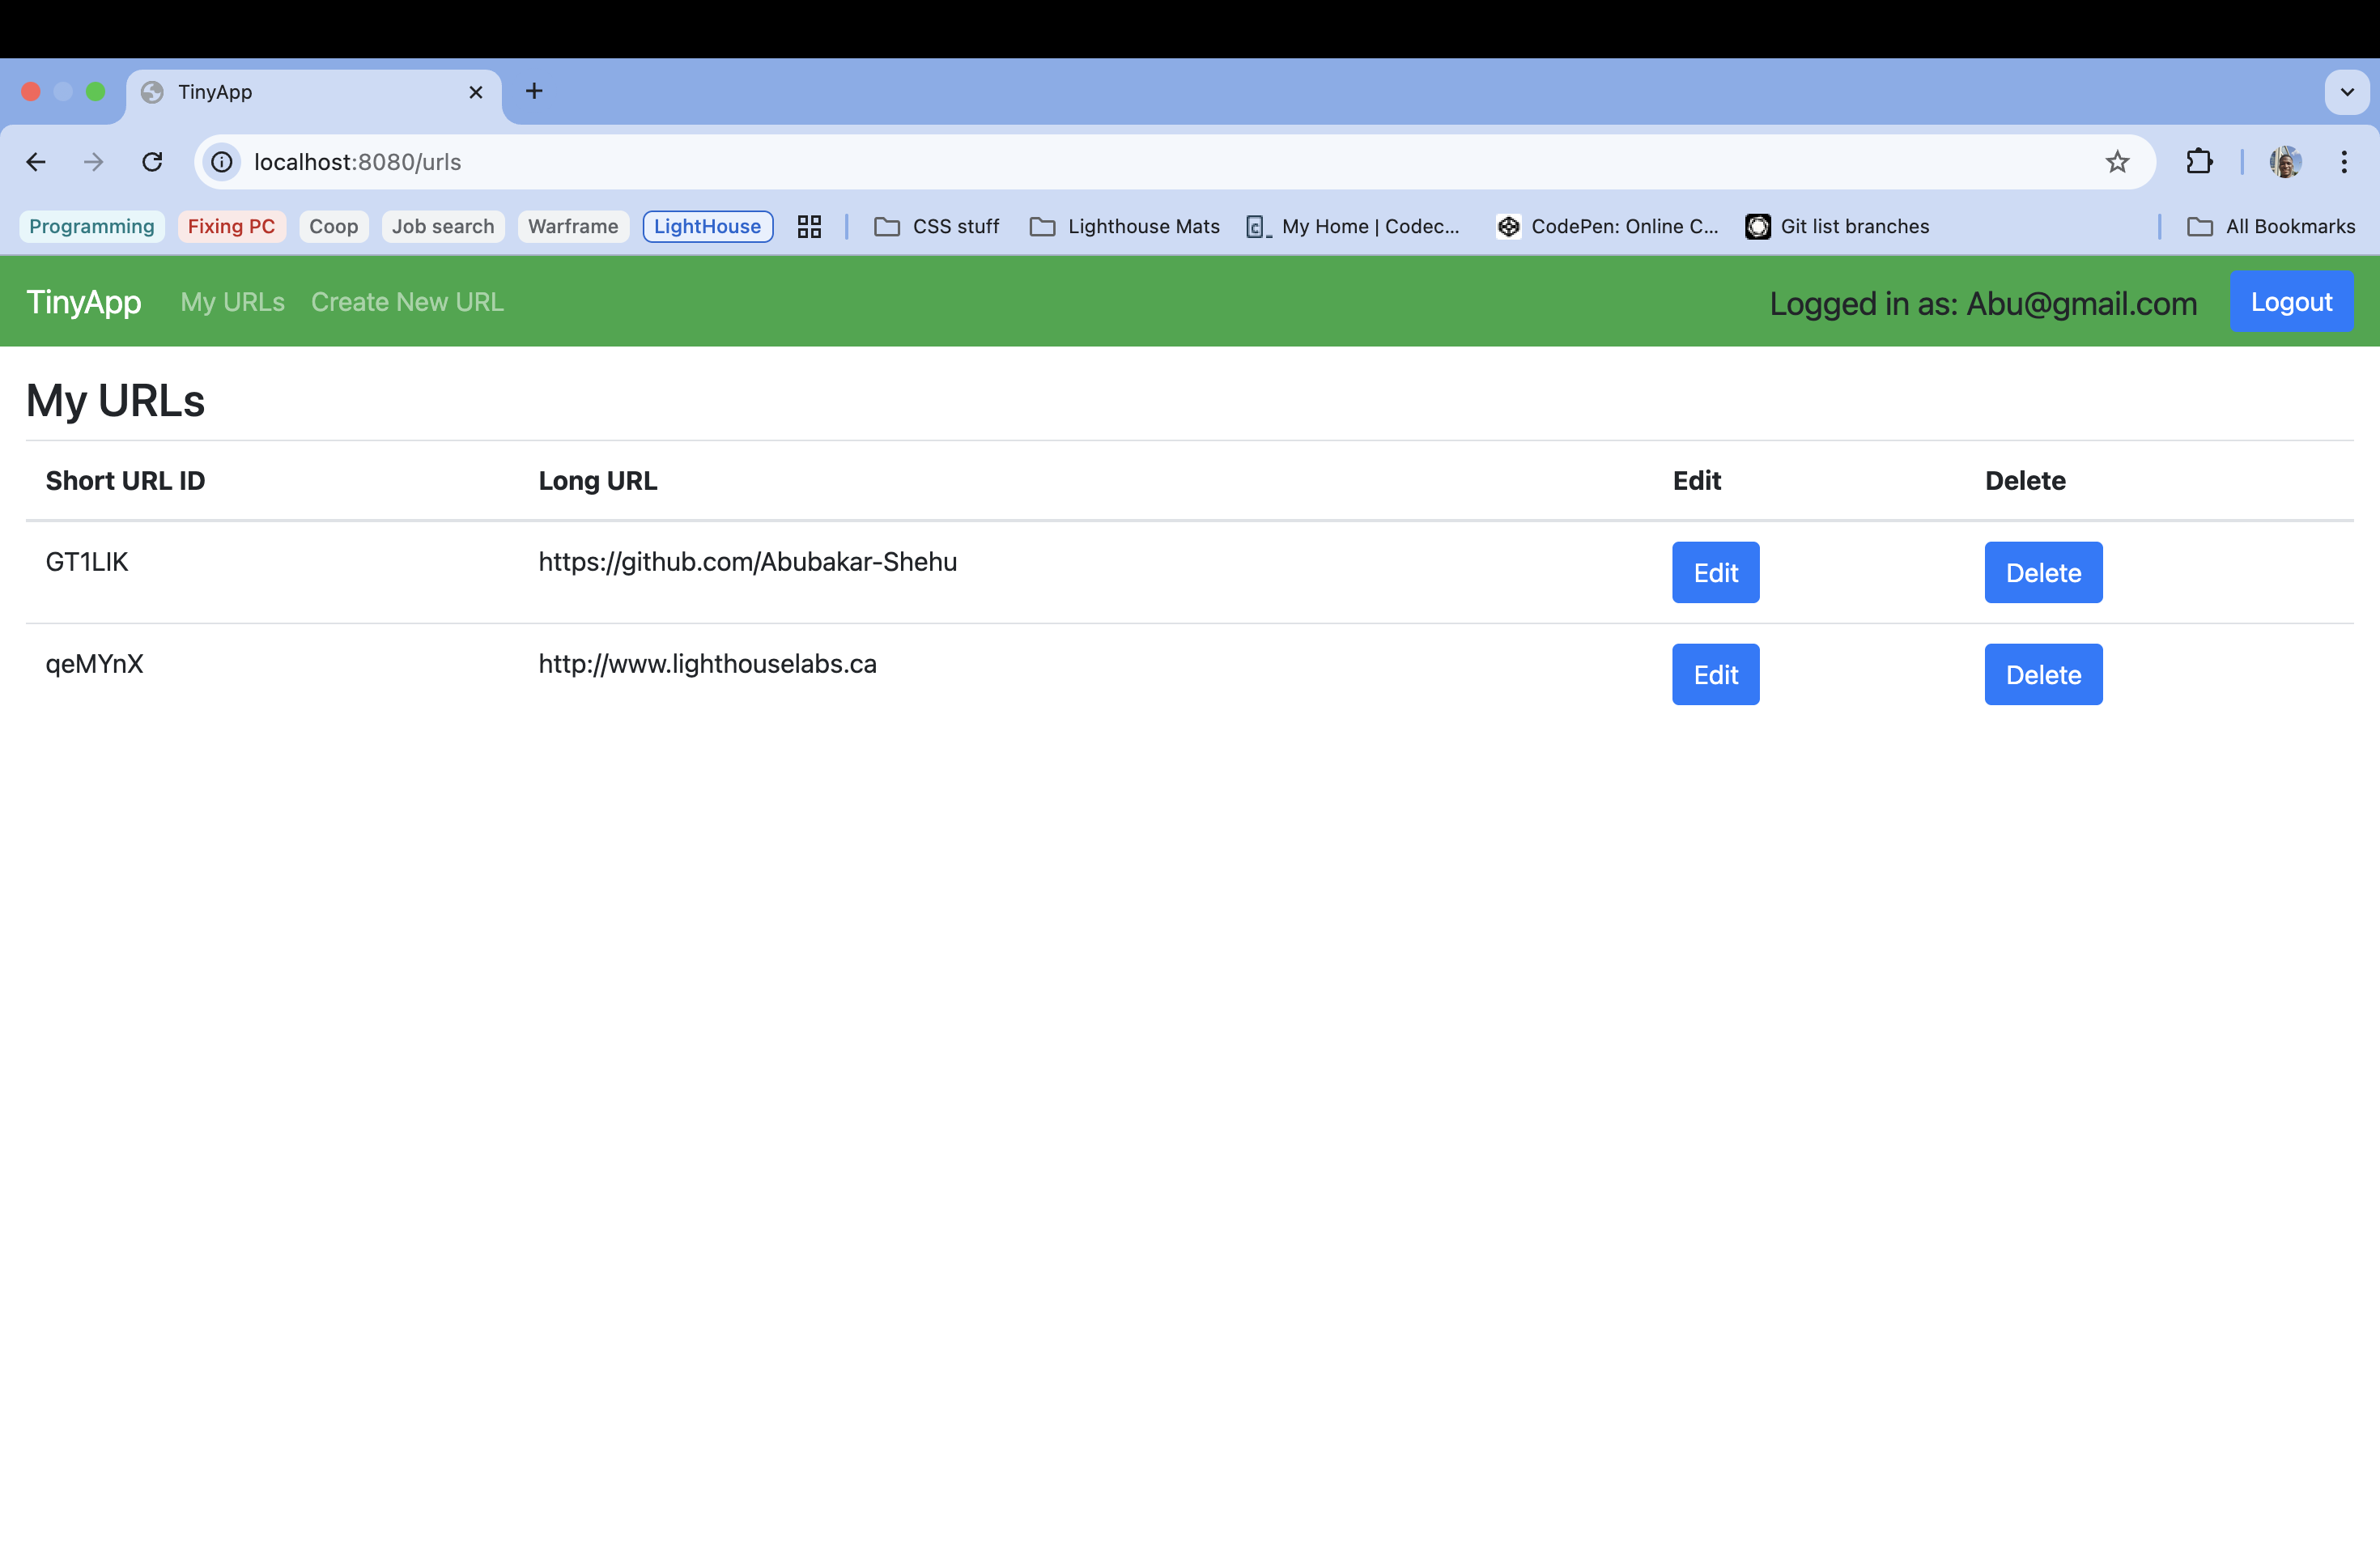 TinyApp
localhost:8080/urls
Programming Fixing PC Coop Job search Warframe LightHouse CSS stuff Lighthouse Mats My Home | Codec... CodePen: Online C... Git list branches All Bookmarks
TinyApp My URLs Create New URL Logged in as: Abu@gmail.com Logout
My URLs
Short URL ID Long URL Edit Delete
GT1LIK https://github.com/Abubakar-Shehu Edit Delete
qeMYnX http://www.lighthouselabs.ca Edit Delete